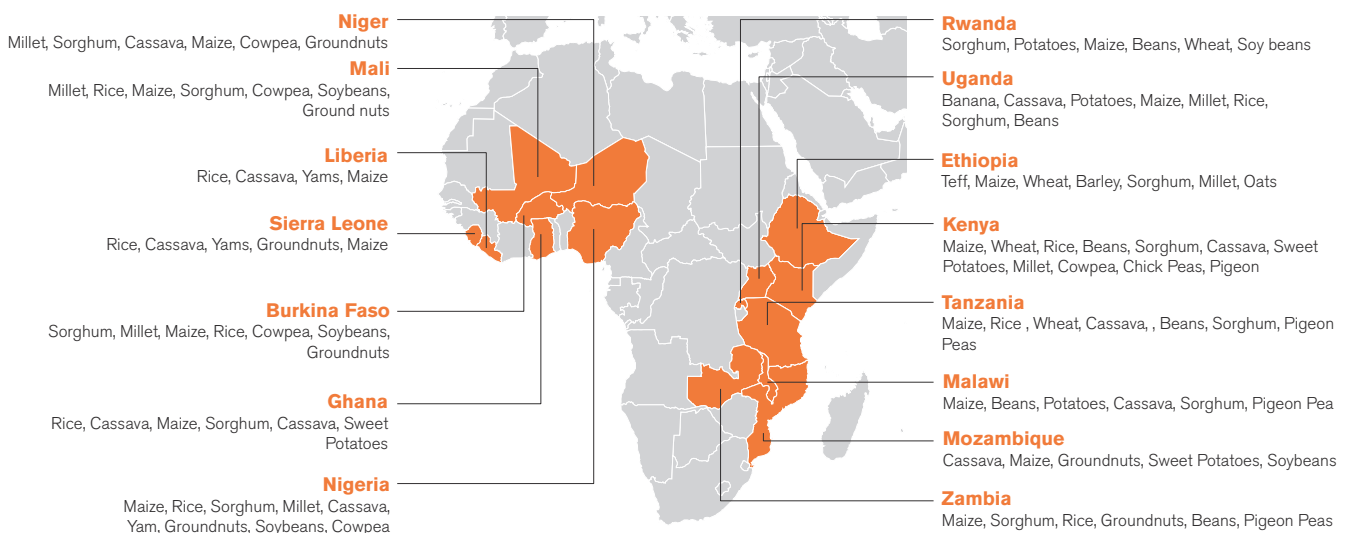 Niger
Millet, Sorghum, Cassava, Maize, Cowpea, Groundnuts
Mali
Millet, Rice, Maize, Sorghum, Cowpea, Soybeans,
Ground nuts
Liberia
Rice, Cassava, Yams, Maize
Sierra Leone
Rice, Cassava, Yams, Groundnuts, Maize
Burkina Faso
Sorghum, Millet, Maize, Rice, Cowpea, Soybeans,
Groundnuts
Ghana
Rice, Cassava, Maize, Sorghum, Cassava, Sweet
Potatoes
Nigeria
Maize, Rice, Sorghum, Millet, Cassava,
Yam, Groundnuts, Soybeans, Cowpea
Rwanda
Sorghum, Potatoes, Maize, Beans, Wheat, Soy beans
Uganda
Banana, Cassava, Potatoes, Maize, Millet, Rice,
Sorghum, Beans
Ethiopia
Teff, Maize, Wheat, Barley, Sorghum, Millet, Oats
Kenya
Maize, Wheat, Rice, Beans, Sorghum, Cassava, Sweet
Potatoes, Millet, Cowpea, Chick Peas, Pigeon
Tanzania
Maize, Rice , Wheat, Cassava, , Beans, Sorghum, Pigeon
Peas
Malawi
Maize, Beans, Potatoes, Cassava, Sorghum, Pigeon Pea
Mozambique
Cassava, Maize, Groundnuts, Sweet Potatoes, Soybeans
Zambia
Maize, Sorghum, Rice, Groundnuts, Beans, Pigeon Peas